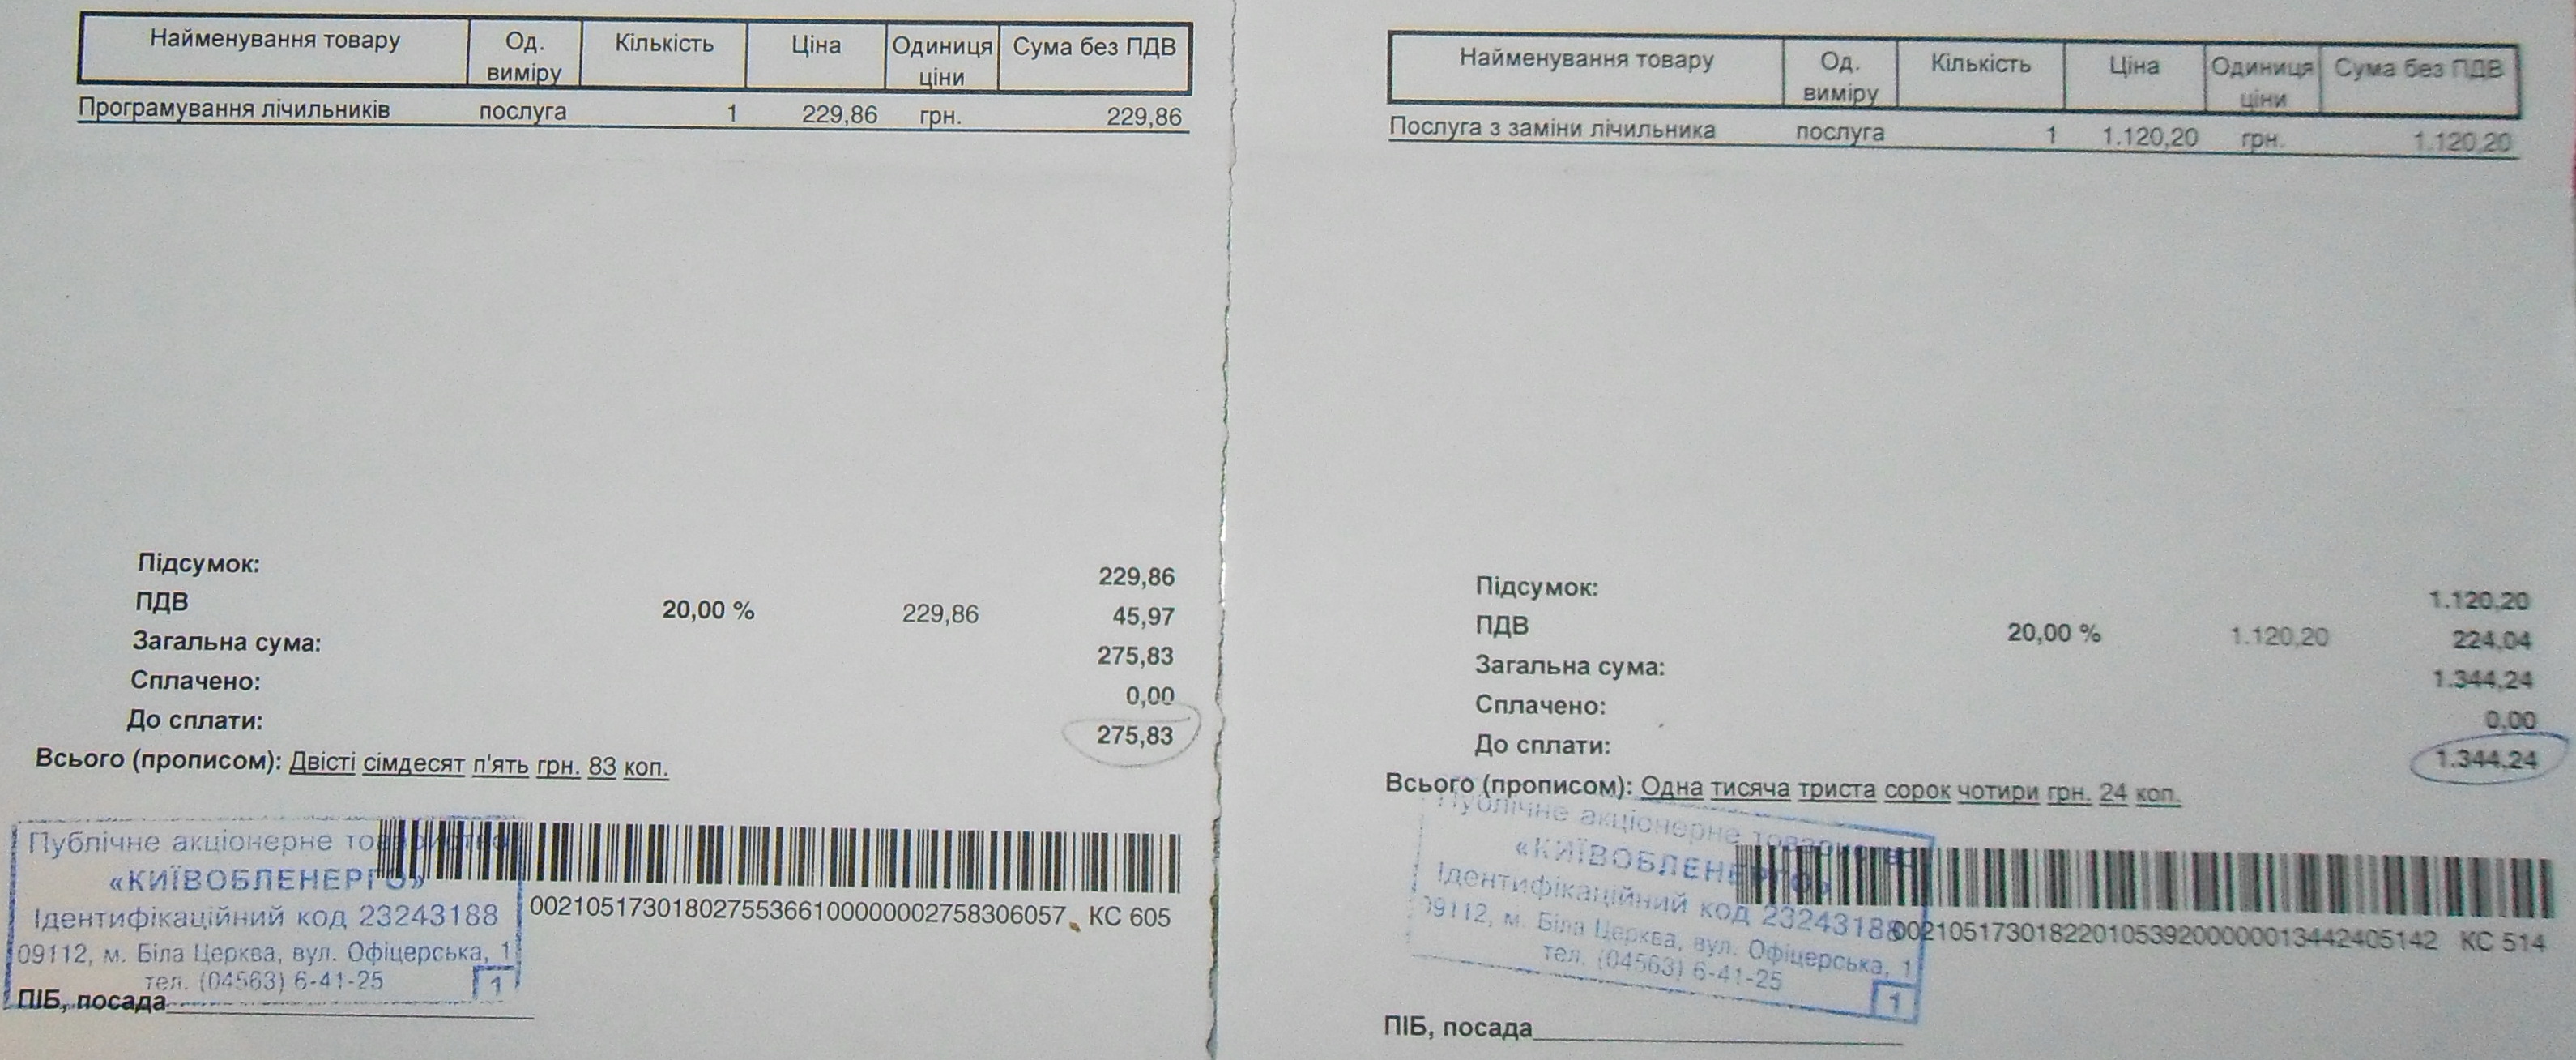 Найменування товару Од. виміру Кількість Ціна Одиниця ціни Сума без ПДВ
Програмування лічильників послуга 1 229,86 грн. 229,86
Підсумок: 229,86
ПДВ 20,00 % 229,86 45,97
Загальна сума: 275,83
Сплачено: 0,00
До сплати: 275,83
Всього (прописом): Двісті сімдесят п'ять грн. 83 коп.
Публічне акціонерне товариство
«КИЇВОБЛЕНЕРГО»
Ідентифікаційний код 23243188
09112, м. Біла Церква, вул. Офіцерська, 1
тел. (04563) 6-41-25
1
00210517301802755366100000002758306057 КС 605
ПІБ, посада
Найменування товару Од. виміру Кількість Ціна Одиниця ціни Сума без ПДВ
Послуга з заміни лічильника послуга 1 1.120,20 грн. 1.120,20
Підсумок: 1.120,20
ПДВ 20,00 % 1.120,20 224,04
Загальна сума: 1.344,24
Сплачено: 0,00
До сплати: 1.344,24
Всього (прописом): Одна тисяча триста сорок чотири грн. 24 коп.
Публічне акціонерне товариство
«КИЇВОБЛЕНЕРГО»
Ідентифікаційний код 23243188
09112, м. Біла Церква, вул. Офіцерська, 1
тел. (04563) 6-41-25
1
00210517301822010539200000013442405142 КС 514
ПІБ, посада